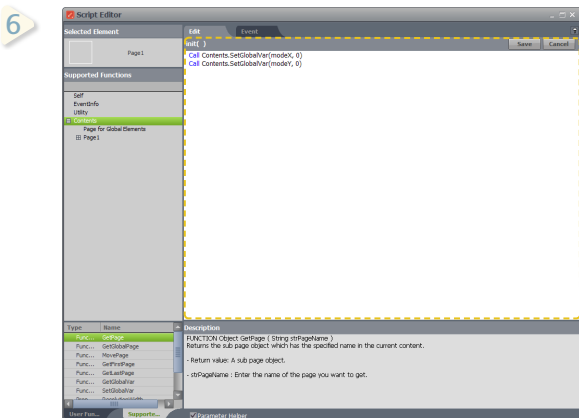 6
Script Editor
Selected Element
Page1
Supported Functions
Self
EventInfo
Utility
Contents
Page for Global Elements
Page1
Edit Event
init( )
Save Cancel
Call Contents.SetGlobalVar(modeX, 0)
Call Contents.SetGlobalVar(modeY, 0)
Type Name
Func... GetPage
Func... GetGlobalPage
Func... MovePage
Func... GetFirstPage
Func... GetLastPage
Func... GetGlobalVar
Func... SetGlobalVar
User Fun... Supporte...
Description
FUNCTION Object GetPage ( String strPageName )
Returns the sub page object which has the specified name in the current content.
- Return value: A sub page object.
- strPageName : Enter the name of the page you want to get.
Parameter Helper